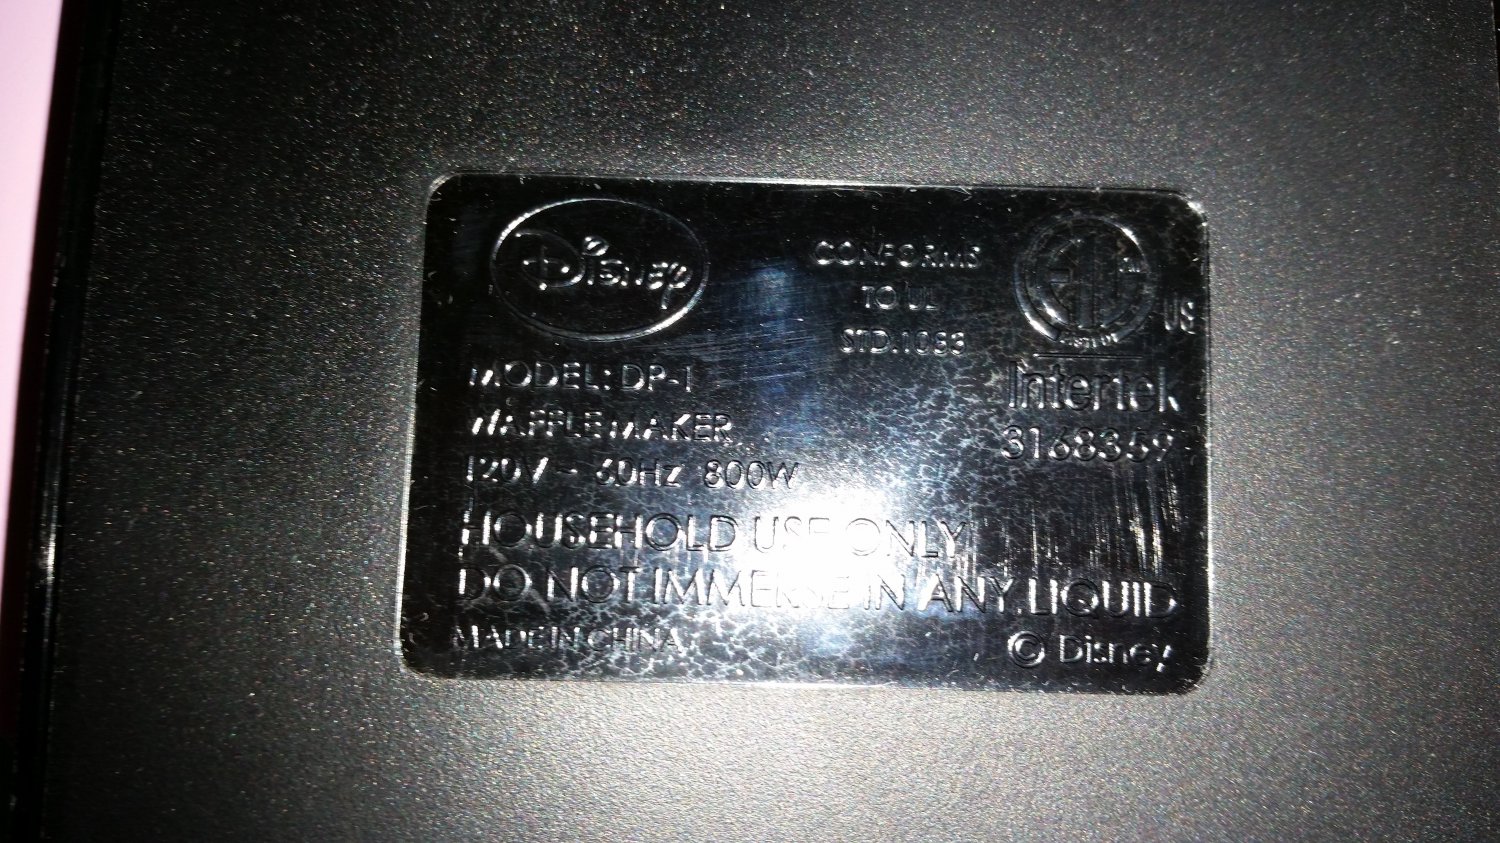 Disney
CONFORMS
TO UL
STD.1083
ETL
US
Intertek
3168359
MODEL: DP-1
WAFFLE MAKER
120V ~ 60Hz 800W
HOUSEHOLD USE ONLY
DO NOT IMMERSE IN ANY LIQUID
MADE IN CHINA
© Disney